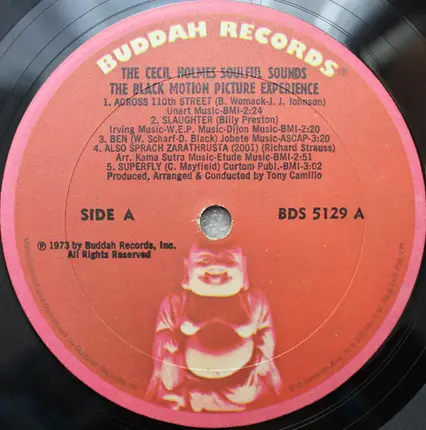 BUDDAH RECORDS
THE CECIL HOLMES SOULFUL SOUNDS
THE BLACK MOTION PICTURE EXPERIENCE
1. ACROSS 110th STREET (B. Womack-J. J. Johnson)
Unart Music-BMI-2:24
2. SLAUGHTER (Billy Preston)
Irving Music-W.E.P. Music-Dijon Music-BMI-2:20
3. BEN (W. Scharf-D. Black) Jobete Music-ASCAP-3:20
4. ALSO SPRACH ZARATHRUSTA (2001) (Richard Strauss)
Arr. Kama Sutra Music-Etude Music-BMI-2:51
5. SUPERFLY (C. Mayfield) Curtom Publ.-BMI-3:02
Produced, Arranged & Conducted by Tony Camillo
SIDE A
BDS 5129 A
℗ 1973 by Buddah Records, Inc.
All Rights Reserved